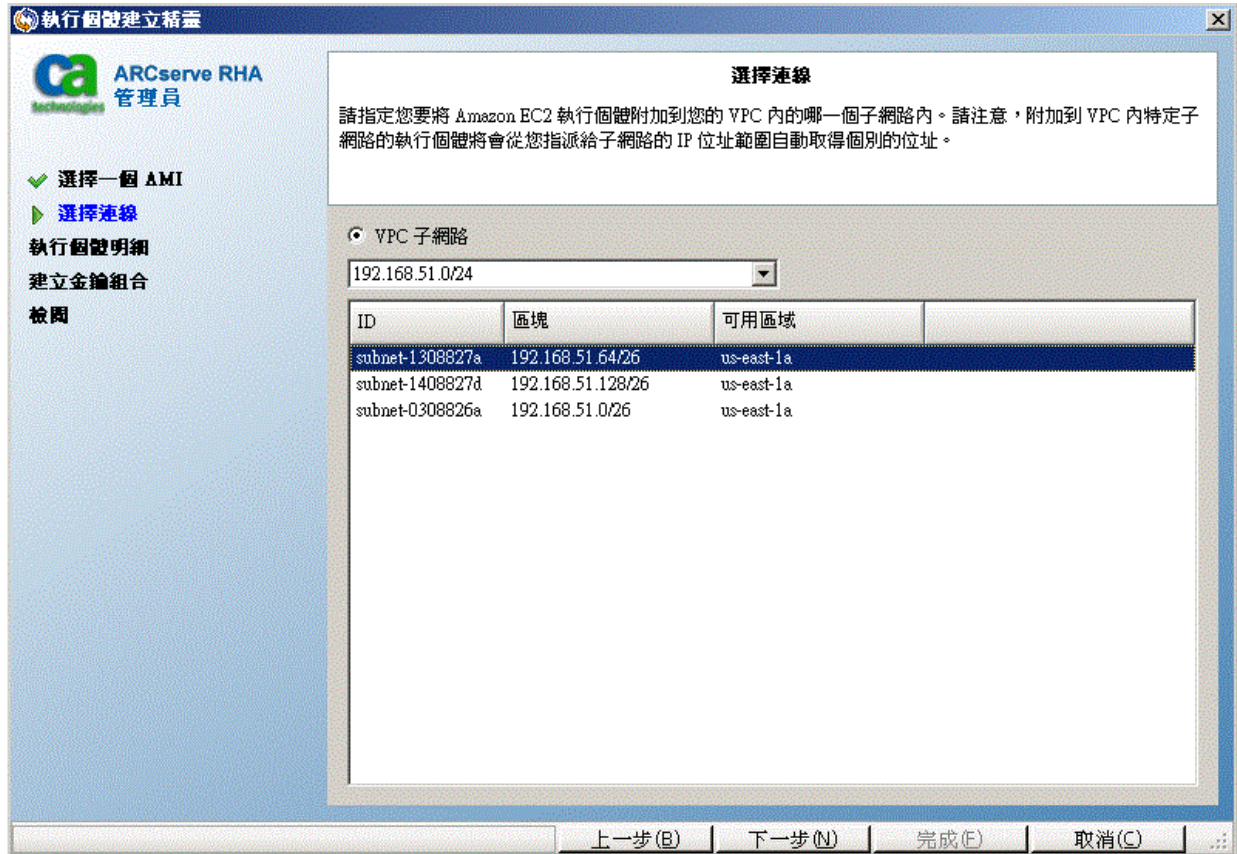 執行個體建立精靈
ca
technologies
ARCserve RHA
管理員
選擇一個 AMI
選擇連線
執行個體明細
建立金鑰組合
檢閱
選擇連線
請指定您要將 Amazon EC2 執行個體附加到您的 VPC 內的哪一個子網路內。請注意，附加到 VPC 內特定子
網路的執行個體將會從您指派給子網路的 IP 位址範圍自動取得個別的位址。
VPC 子網路
192.168.51.0/24
ID 區塊 可用區域
subnet-1308827a 192.168.51.64/26 us-east-1a
subnet-1408827d 192.168.51.128/26 us-east-1a
subnet-0308826a 192.168.51.0/26 us-east-1a
上一步(B) 下一步(N) 完成(F) 取消(C)